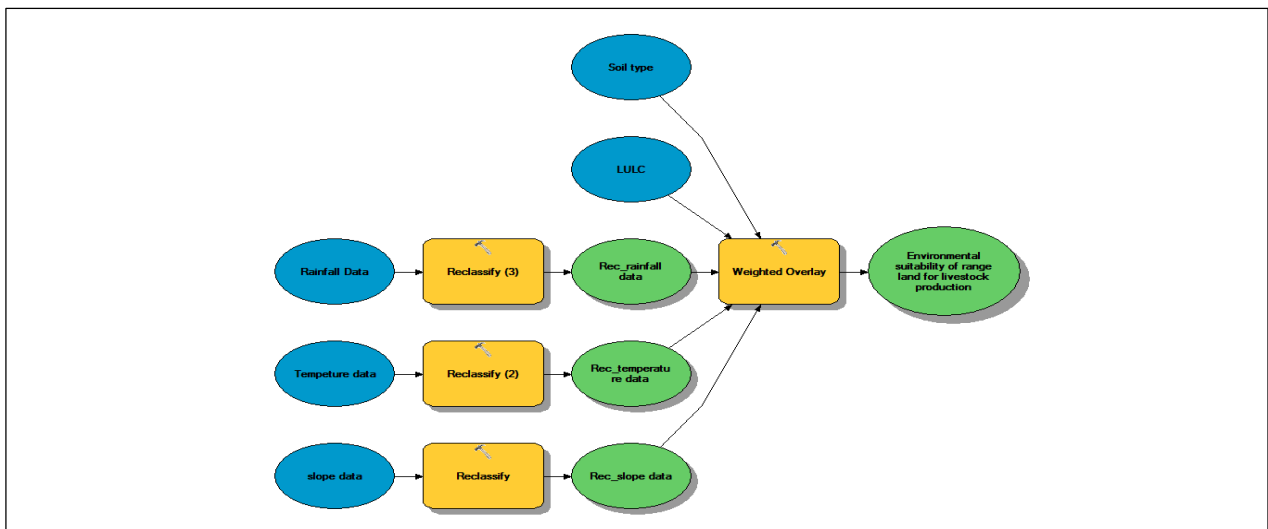 Soil type
LULC
Rainfall Data
Reclassify (3)
Rec_rainfall
data
Weighted Overlay
Environmental
suitability of range
land for livestock
production
Tempeture data
Reclassify (2)
Rec_temperatu
re data
slope data
Reclassify
Rec_slope data